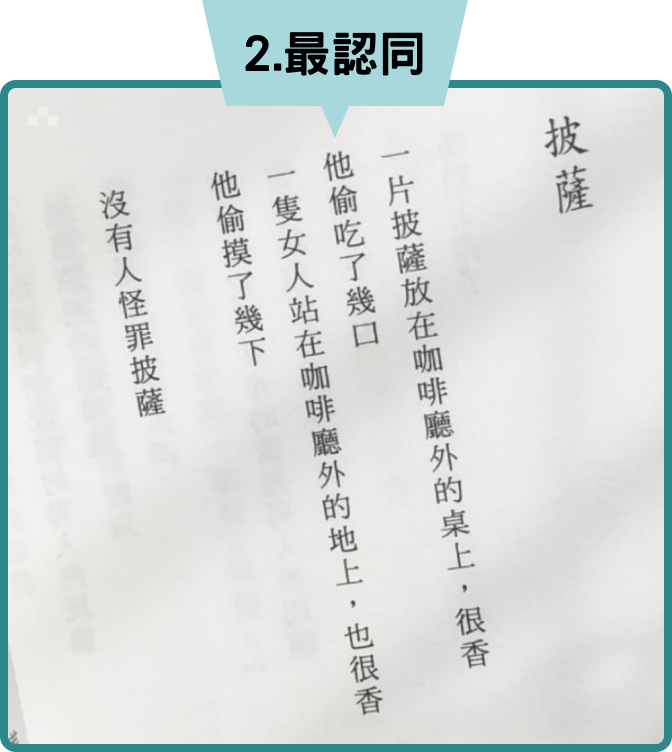 2.最認同
披薩
一片披薩放在咖啡廳外的桌上，很香
他偷吃了幾口
一隻女人站在咖啡廳外的地上，也很香
他偷摸了幾下
沒有人怪罪披薩